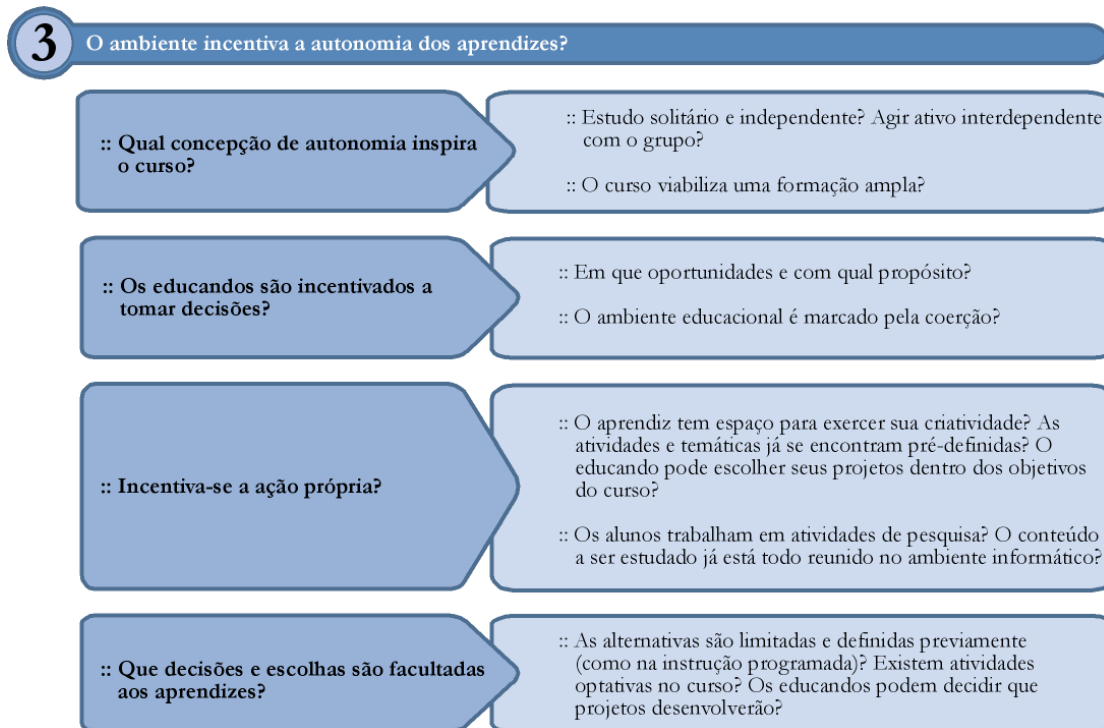 3
O ambiente incentiva a autonomia dos aprendizes?
:: Qual concepção de autonomia inspira
o curso?
:: Estudo solitário e independente? Agir ativo interdependente
com o grupo?
:: O curso viabiliza uma formação ampla?
:: Os educandos são incentivados a
tomar decisões?
:: Em que oportunidades e com qual propósito?
:: O ambiente educacional é marcado pela coerção?
:: Incentiva-se a ação própria?
:: O aprendiz tem espaço para exercer sua criatividade? As
atividades e temáticas já se encontram pré-definidas? O
educando pode escolher seus projetos dentro dos objetivos
do curso?
:: Os alunos trabalham em atividades de pesquisa? O conteúdo
a ser estudado já está todo reunido no ambiente informático?
:: Que decisões e escolhas são facultadas
aos aprendizes?
:: As alternativas são limitadas e definidas previamente
(como na instrução programada)? Existem atividades
optativas no curso? Os educandos podem decidir que
projetos desenvolverão?